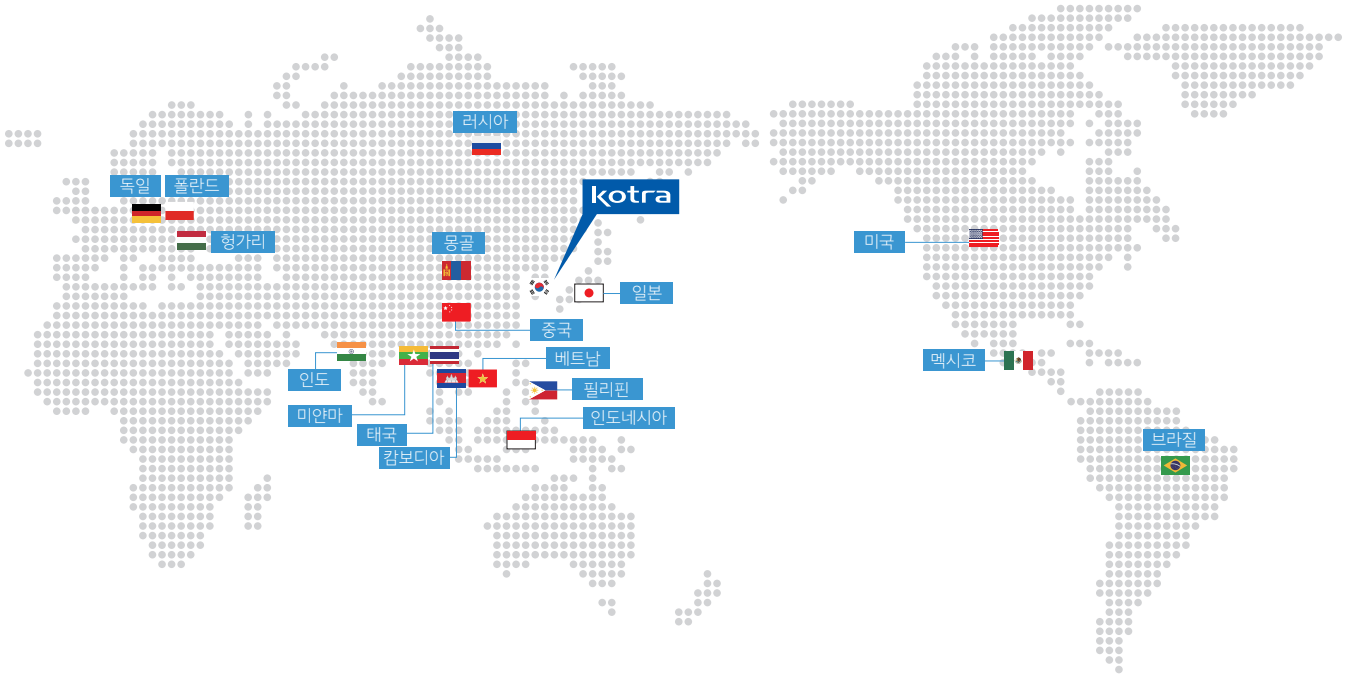 러시아
독일
폴란드
kotra
헝가리
몽골
미국
일본
중국
베트남
멕시코
인도
필리핀
미얀마
인도네시아
태국
브라질
캄보디아